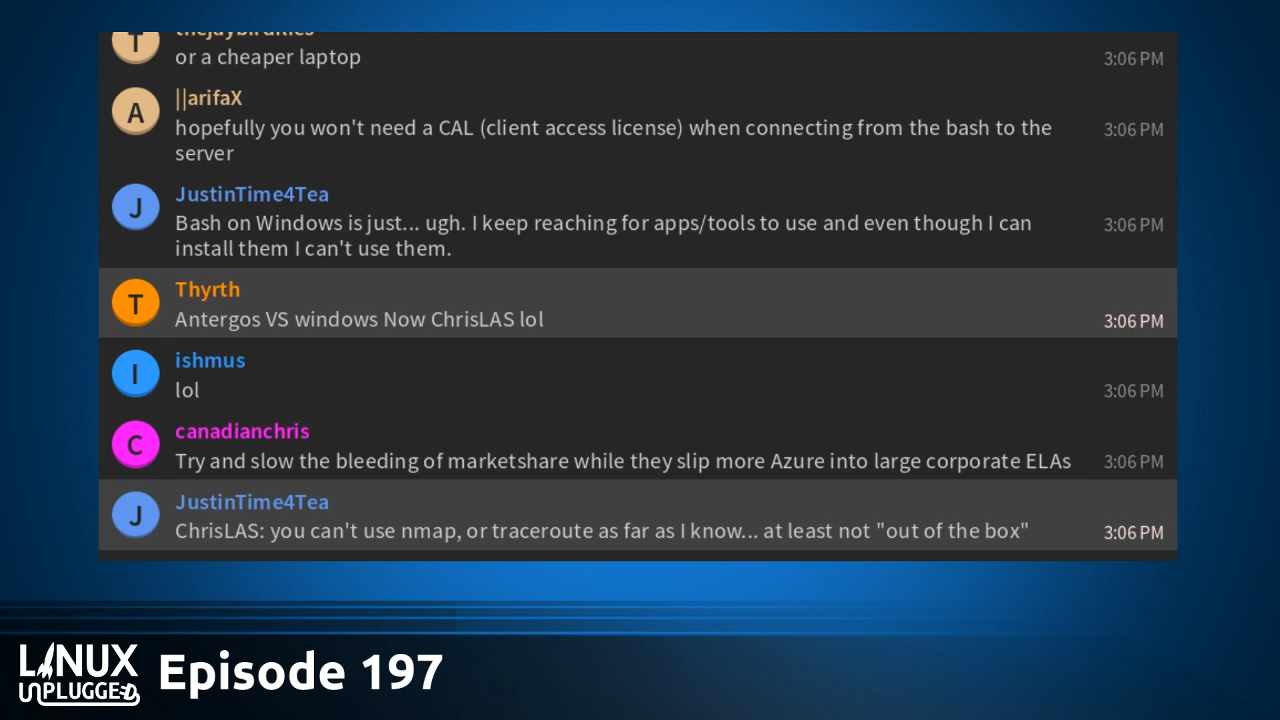 thejaybirdkies
T
or a cheaper laptop
3:06 PM
||arifaX
A
hopefully you won't need a CAL (client access license) when connecting from the bash to the
3:06 PM
server
JustinTime4Tea
J
Bash on Windows is just... ugh. I keep reaching for apps/tools to use and even though I can
3:06 PM
install them I can't use them.
Thyrth
T
Antergos VS windows Now ChrisLAS lol
3:06 PM
ishmus
I
lol
3:06 PM
canadianchris
C
Try and slow the bleeding of marketshare while they slip more Azure into large corporate ELAs
3:06 PM
JustinTime4Tea
J
ChrisLAS: you can't use nmap, or traceroute as far as I know... at least not "out of the box"
3:06 PM
LINUX
UNPLUGGED
Episode 197